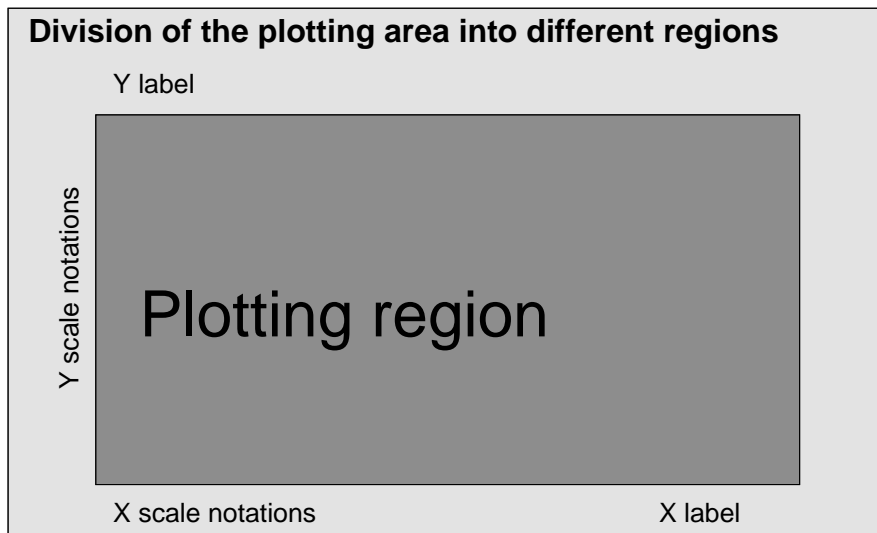 Division of the plotting area into different regions
Y label
Y scale notations
Plotting region
X scale notations
X label